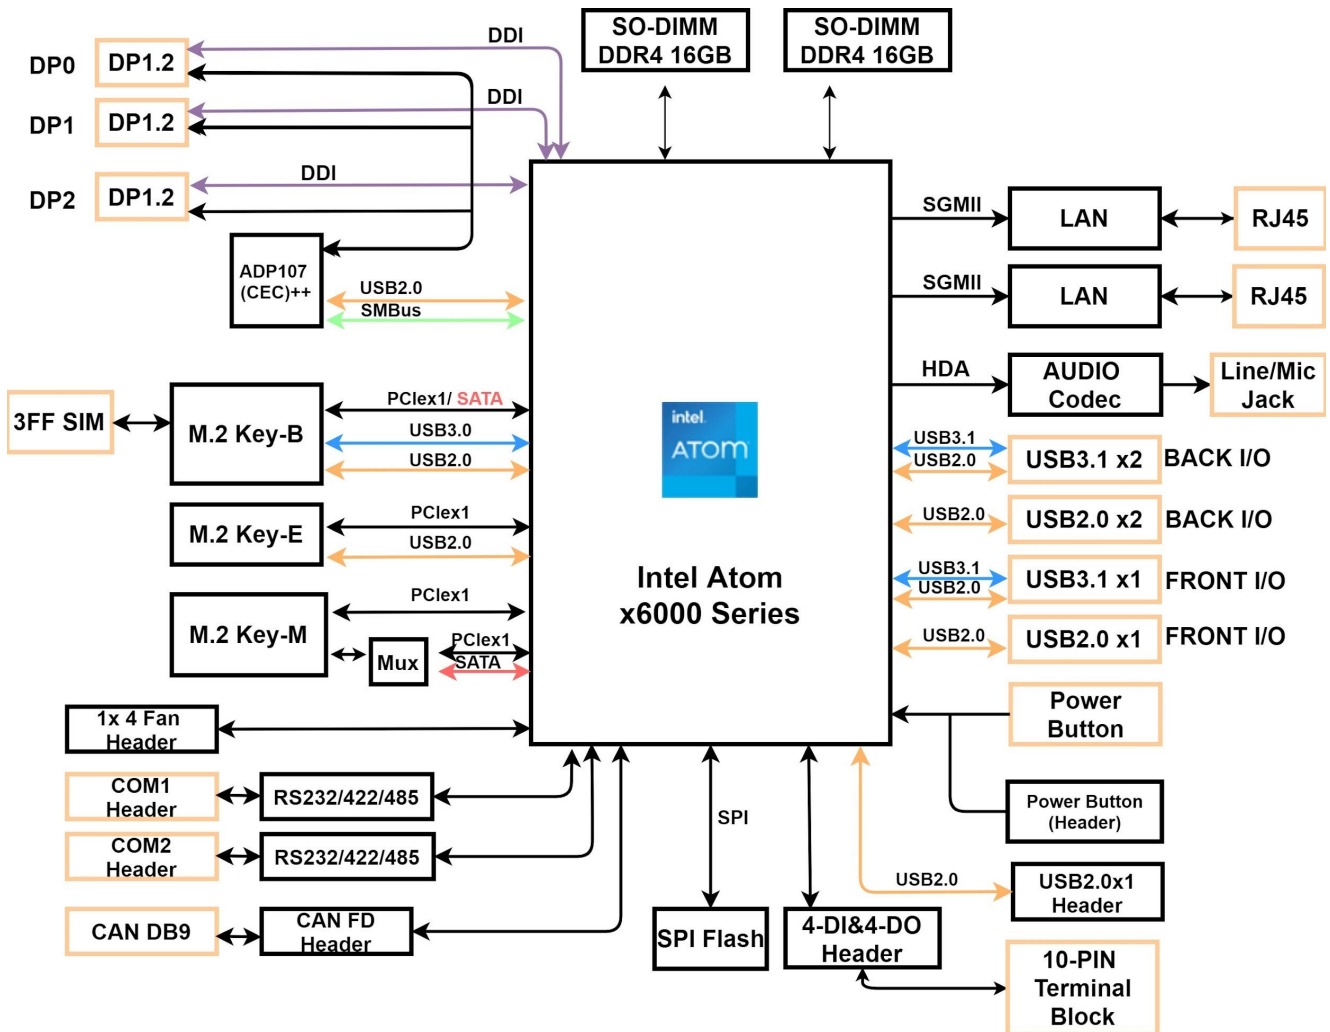 SO-DIMM
DDR4 16GB
SO-DIMM
DDR4 16GB
DP0
DP1.2
DDI
DP1
DP1.2
DDI
DP2
DP1.2
DDI
ADP107
(CEC)++
USB2.0
SMBus
3FF SIM
M.2 Key-B
PCIex1/ SATA
USB3.0
USB2.0
M.2 Key-E
PCIex1
USB2.0
M.2 Key-M
PCIex1
Mux
PCIex1
SATA
1x 4 Fan
Header
COM1
Header
RS232/422/485
COM2
Header
RS232/422/485
CAN DB9
CAN FD
Header
intel
ATOM
Intel Atom
x6000 Series
SGMII
LAN
RJ45
SGMII
LAN
RJ45
HDA
AUDIO
Codec
Line/Mic
Jack
USB3.1
USB2.0
USB3.1 x2
BACK I/O
USB2.0
USB2.0 x2
BACK I/O
USB3.1
USB2.0
USB3.1 x1
FRONT I/O
USB2.0
USB2.0 x1
FRONT I/O
Power
Button
Power Button
(Header)
USB2.0
USB2.0x1
Header
SPI
SPI Flash
4-DI&4-DO
Header
10-PIN
Terminal
Block